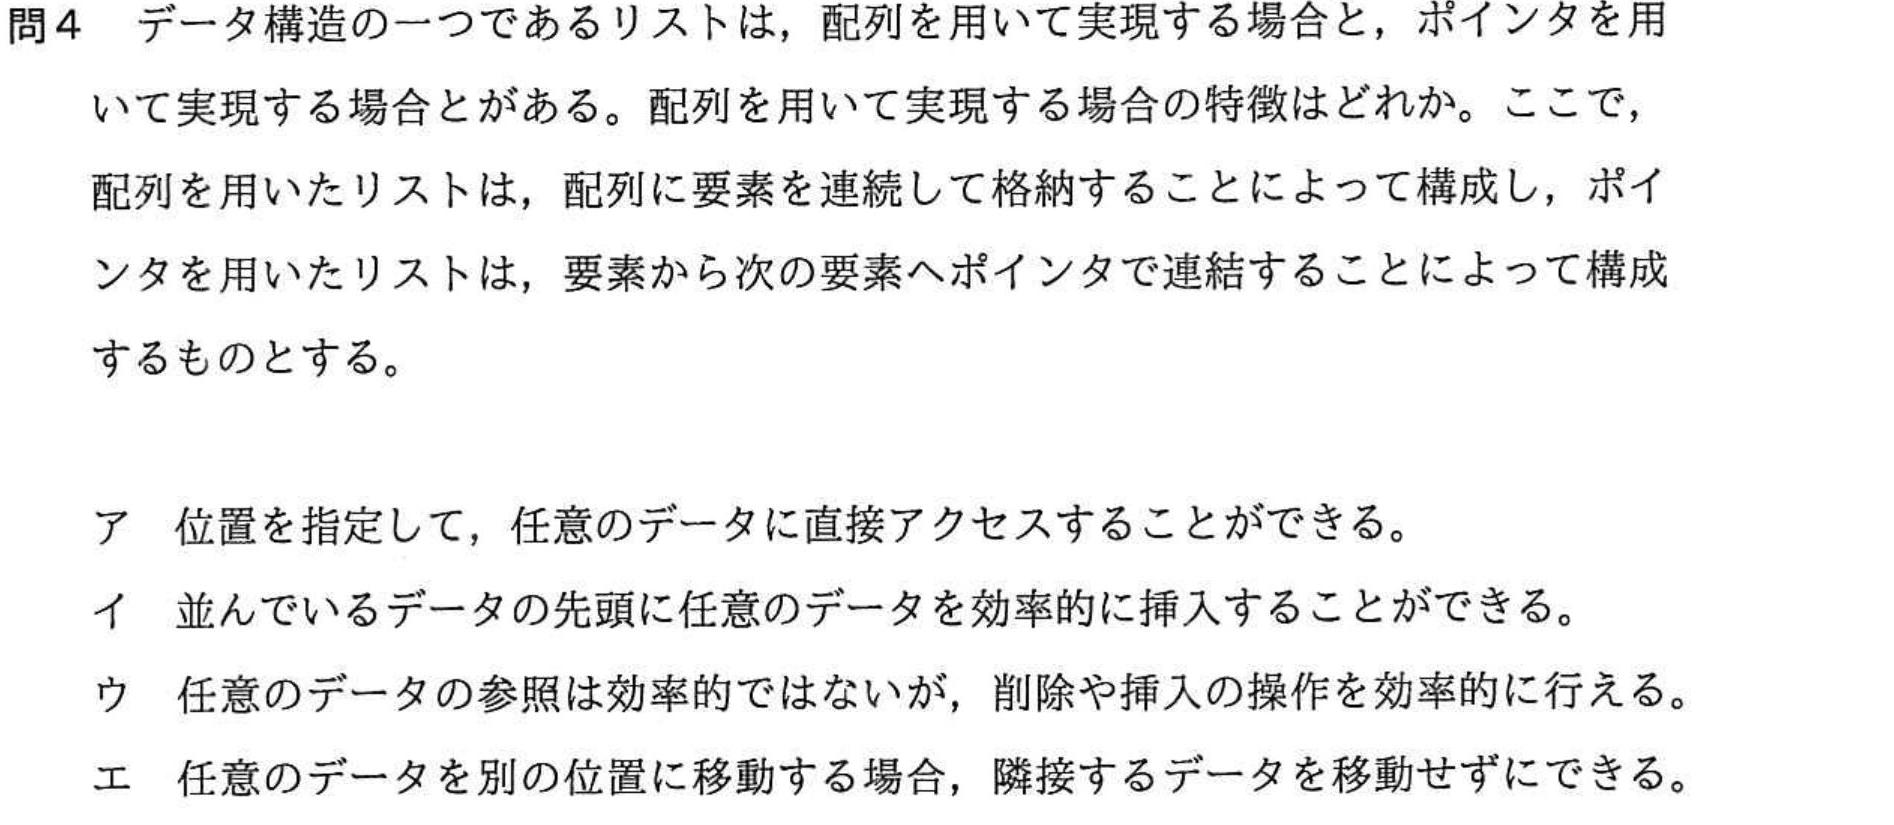 問4 データ構造の一つであるリストは，配列を用いて実現する場合と，ポインタを用
いて実現する場合とがある。配列を用いて実現する場合の特徴はどれか。ここで，
配列を用いたリストは，配列に要素を連続して格納することによって構成し，ポイ
ンタを用いたリストは，要素から次の要素へポインタで連結することによって構成
するものとする。
ア 位置を指定して，任意のデータに直接アクセスすることができる。
イ 並んでいるデータの先頭に任意のデータを効率的に挿入することができる。
ウ 任意のデータの参照は効率的ではないが，削除や挿入の操作を効率的に行える。
エ 任意のデータを別の位置に移動する場合，隣接するデータを移動せずにできる。